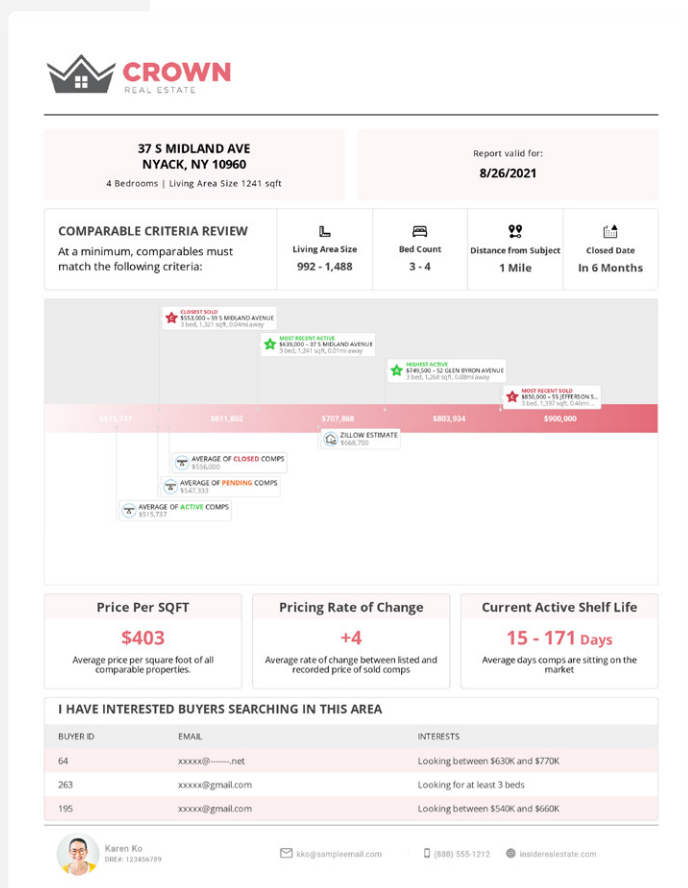 CROWN
REAL ESTATE
37 S MIDLAND AVE
NYACK, NY 10960
4 Bedrooms | Living Area Size 1241 sqft
Report valid for:
8/26/2021
COMPARABLE CRITERIA REVIEW
At a minimum, comparables must
match the following criteria:
Living Area Size
992 - 1,488
Bed Count
3 - 4
Distance from Subject
1 Mile
Closed Date
In 6 Months
CLOSEST SOLD
$553,000 – 59 S MIDLAND AVENUE
3 bed, 1,321 sqft, 0.04mi away
MOST RECENT ACTIVE
$639,000 – 37 S MIDLAND AVENUE
3 bed, 1,241 sqft, 0.01mi away
HIGHEST ACTIVE
$749,500 – 52 GLEN BYRON AVENUE
3 bed, 1,268 sqft, 0.88mi away
MOST RECENT SOLD
$850,000 – 55 JEFFERSON S...
3 bed, 1,397 sqft, 0.46mi...
$515,737
$611,802
$707,868
$803,934
$900,000
ZILLOW ESTIMATE
$668,700
AVERAGE OF CLOSED COMPS
$556,000
AVERAGE OF PENDING COMPS
$547,333
AVERAGE OF ACTIVE COMPS
$515,737
Price Per SQFT
$403
Average price per square foot of all
comparable properties.
Pricing Rate of Change
+4
Average rate of change between listed and
recorded price of sold comps
Current Active Shelf Life
15 - 171 Days
Average days comps are sitting on the
market
I HAVE INTERESTED BUYERS SEARCHING IN THIS AREA
BUYER ID EMAIL INTERESTS
64 xxxxx@-------.net Looking between $630K and $770K
263 xxxxx@gmail.com Looking for at least 3 beds
195 xxxxx@gmail.com Looking between $540K and $660K
Karen Ko
DRE#: 123456789
kko@sampleemail.com
(888) 555-1212
insiderealestate.com